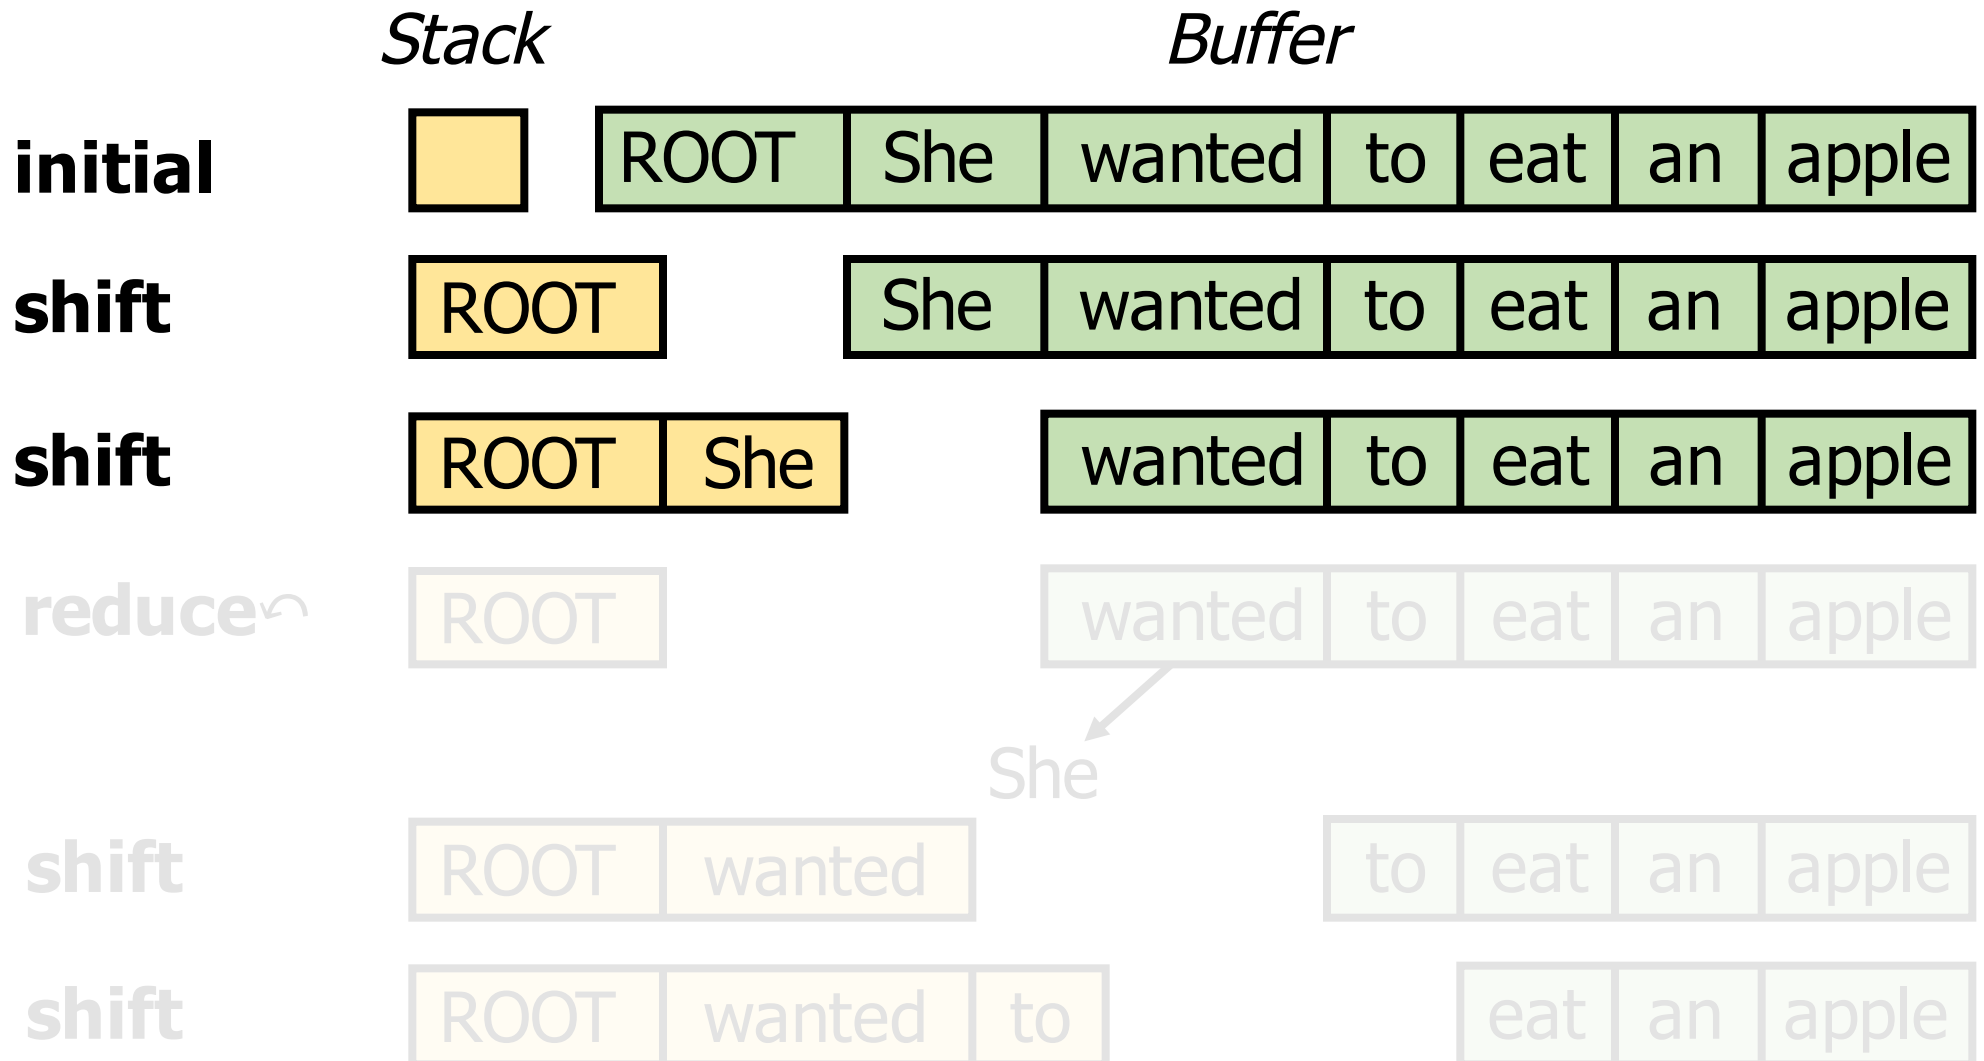 Stack Buffer
initial ROOT She wanted to eat an apple
shift ROOT She wanted to eat an apple
shift ROOT She wanted to eat an apple
reduce ROOT wanted to eat an apple
She
shift ROOT wanted to eat an apple
shift ROOT wanted to eat an apple